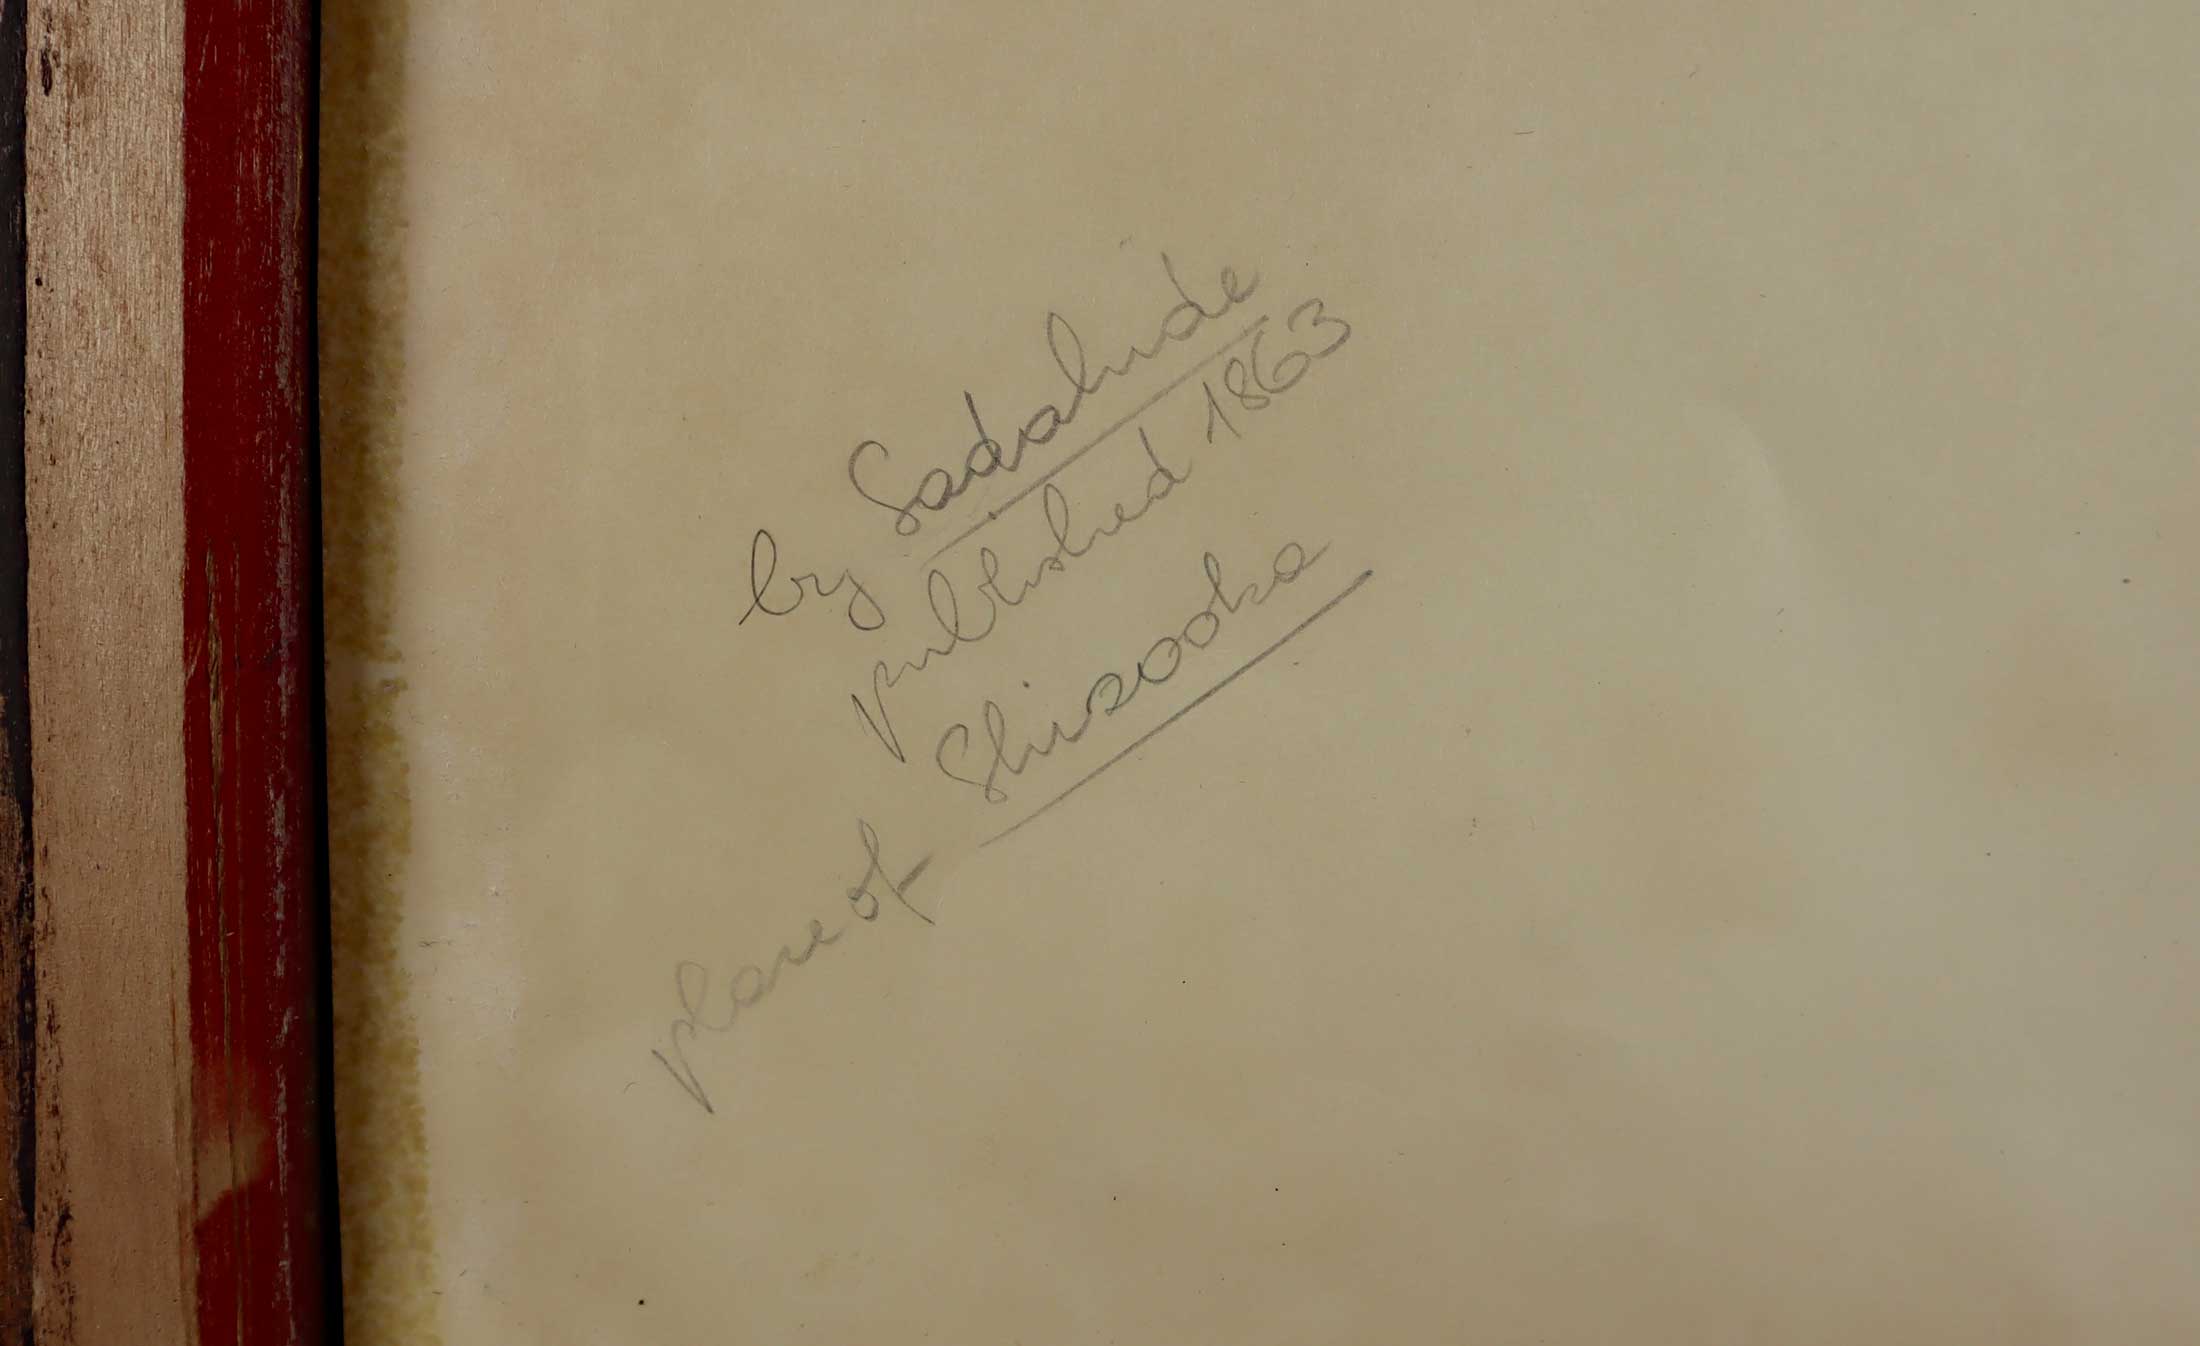 by Sadahide
published 1863
place of Shizooka